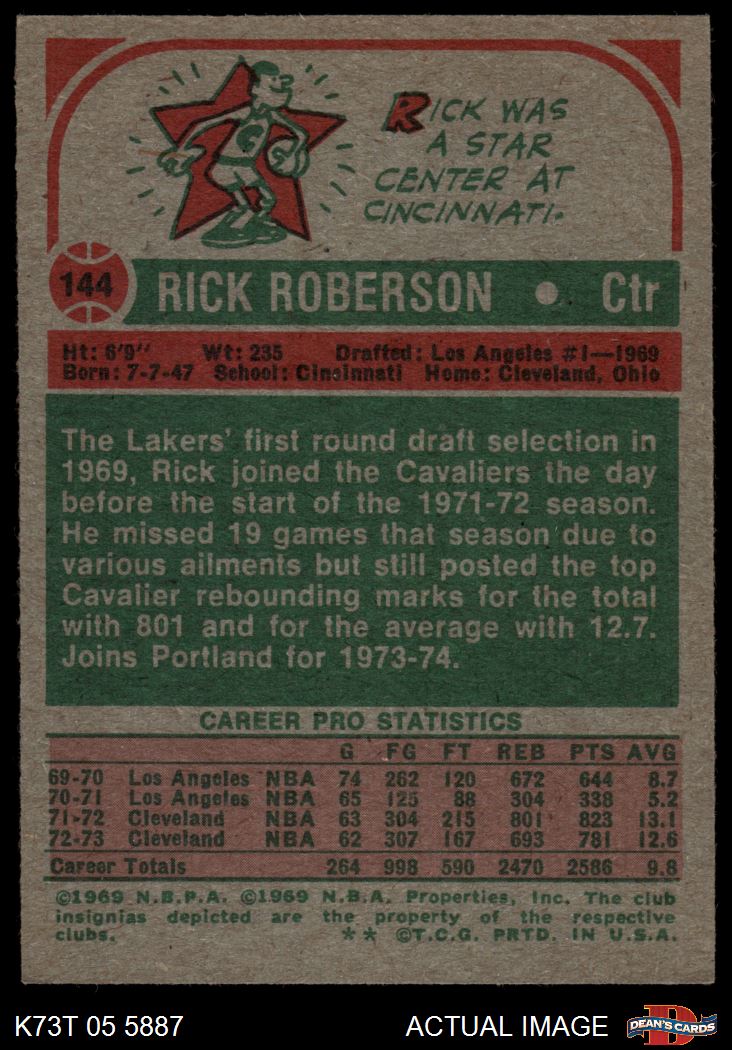 RICK WAS
A STAR
CENTER AT
CINCINNATI.
C
144 RICK ROBERSON • Ctr
Ht: 6'9" Wt: 235 Drafted: Los Angeles #1—1969
Born: 7-7-47 School: Cincinnati Home: Cleveland, Ohio
The Lakers' first round draft selection in
1969, Rick joined the Cavaliers the day
before the start of the 1971-72 season.
He missed 19 games that season due to
various ailments but still posted the top
Cavalier rebounding marks for the total
with 801 and for the average with 12.7.
Joins Portland for 1973-74.
CAREER PRO STATISTICS
G FG FT REB PTS AVG
69-70 Los Angeles NBA 74 262 120 672 644 8.7
70-71 Los Angeles NBA 65 125 88 304 338 5.2
71-72 Cleveland NBA 63 304 215 801 823 13.1
72-73 Cleveland NBA 62 307 167 693 781 12.6
Career Totals 264 998 590 2470 2586 9.8
©1969 N.B.P.A. ©1969 N.B.A. Properties, Inc. The club
insignias depicted are the property of the respective
clubs. ** ©T.C.G. PRTD. IN U.S.A.
K73T 05 5887 ACTUAL IMAGE D DEAN'S CARDS